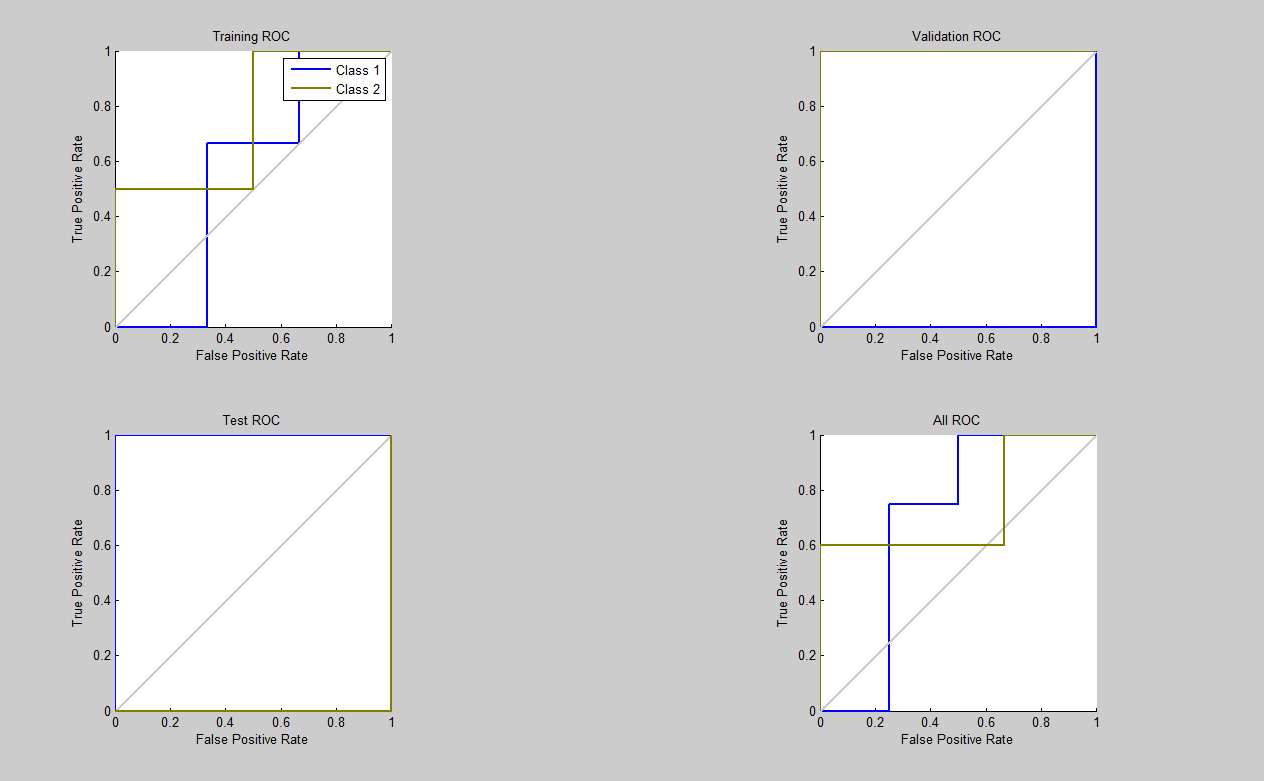 Training ROC
1
0.8
0.6
0.4
0.2
0
True Positive Rate
Class 1
Class 2
0 0.2 0.4 0.6 0.8 1
False Positive Rate
Validation ROC
1
0.8
0.6
0.4
0.2
0
True Positive Rate
0 0.2 0.4 0.6 0.8 1
False Positive Rate
Test ROC
1
0.8
0.6
0.4
0.2
0
True Positive Rate
0 0.2 0.4 0.6 0.8 1
False Positive Rate
All ROC
1
0.8
0.6
0.4
0.2
0
True Positive Rate
0 0.2 0.4 0.6 0.8 1
False Positive Rate